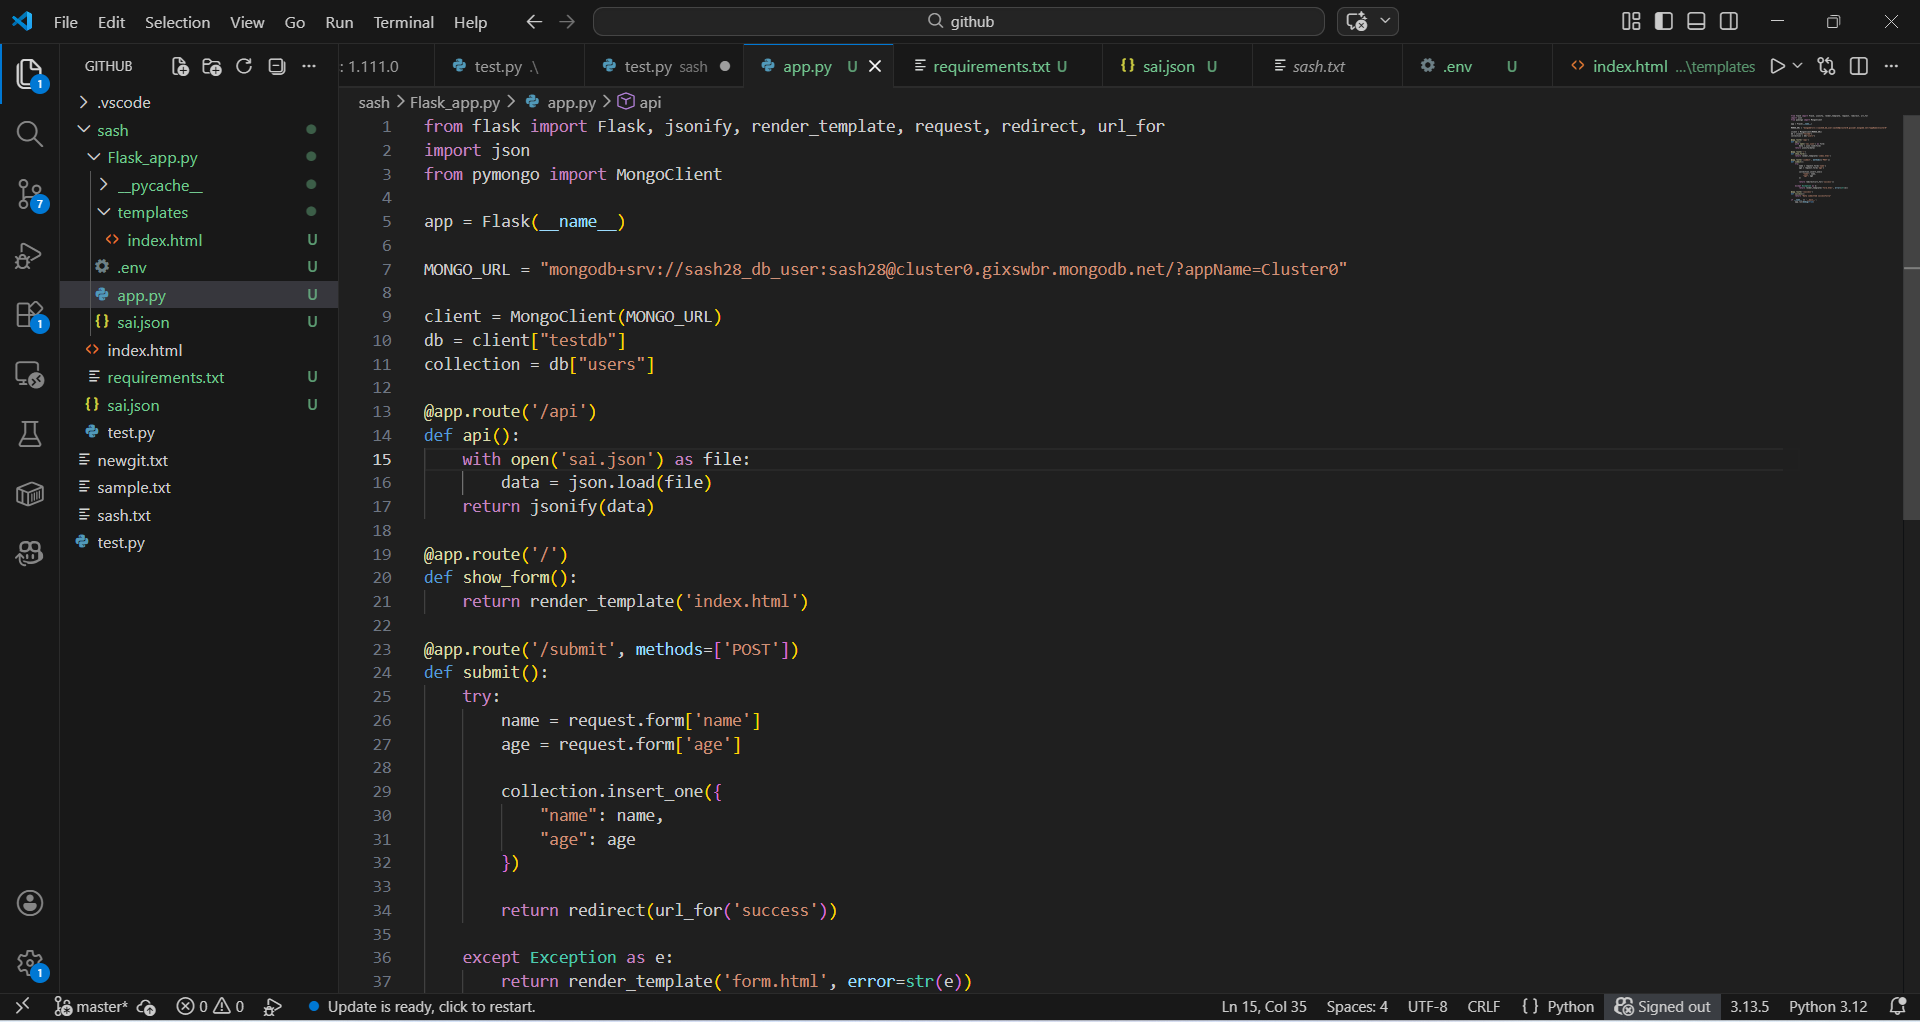 File Edit Selection View Go Run Terminal Help
github
GITHUB
: 1.111.0
test.py .\
test.py sash
app.py U
requirements.txt U
sai.json U
sash.txt
.env U
index.html ...\templates
sash > Flask_app.py > app.py > api
1
.vscode
sash
Flask_app.py
__pycache__
templates
index.html U
.env U
app.py U
sai.json U
index.html
requirements.txt U
sai.json U
test.py
newgit.txt
sample.txt
sash.txt
test.py
7
1
1
1 from flask import Flask, jsonify, render_template, request, redirect, url_for
2 import json
3 from pymongo import MongoClient
4
5 app = Flask(__name__)
6
7 MONGO_URL = "mongodb+srv://sash28_db_user:sash28@cluster0.gixswbr.mongodb.net/?appName=Cluster0"
8
9 client = MongoClient(MONGO_URL)
10 db = client["testdb"]
11 collection = db["users"]
12
13 @app.route('/api')
14 def api():
15     with open('sai.json') as file:
16         data = json.load(file)
17     return jsonify(data)
18
19 @app.route('/')
20 def show_form():
21     return render_template('index.html')
22
23 @app.route('/submit', methods=['POST'])
24 def submit():
25     try:
26         name = request.form['name']
27         age = request.form['age']
28
29         collection.insert_one({
30             "name": name,
31             "age": age
32         })
33
34         return redirect(url_for('success'))
35
36     except Exception as e:
37         return render_template('form.html', error=str(e))
master* 0 0 Update is ready, click to restart. Ln 15, Col 35 Spaces: 4 UTF-8 CRLF { } Python Signed out 3.13.5 Python 3.12